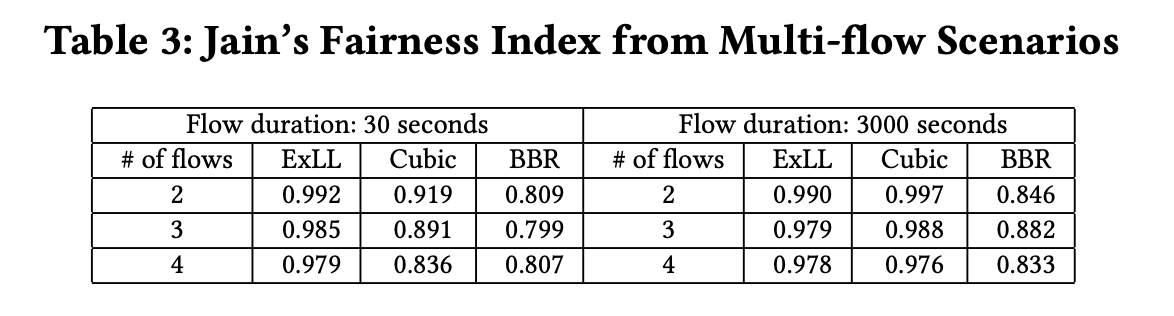 Table 3: Jain's Fairness Index from Multi-flow Scenarios
Flow duration: 30 seconds Flow duration: 3000 seconds
# of flows ExLL Cubic BBR # of flows ExLL Cubic BBR
2 0.992 0.919 0.809 2 0.990 0.997 0.846
3 0.985 0.891 0.799 3 0.979 0.988 0.882
4 0.979 0.836 0.807 4 0.978 0.976 0.833